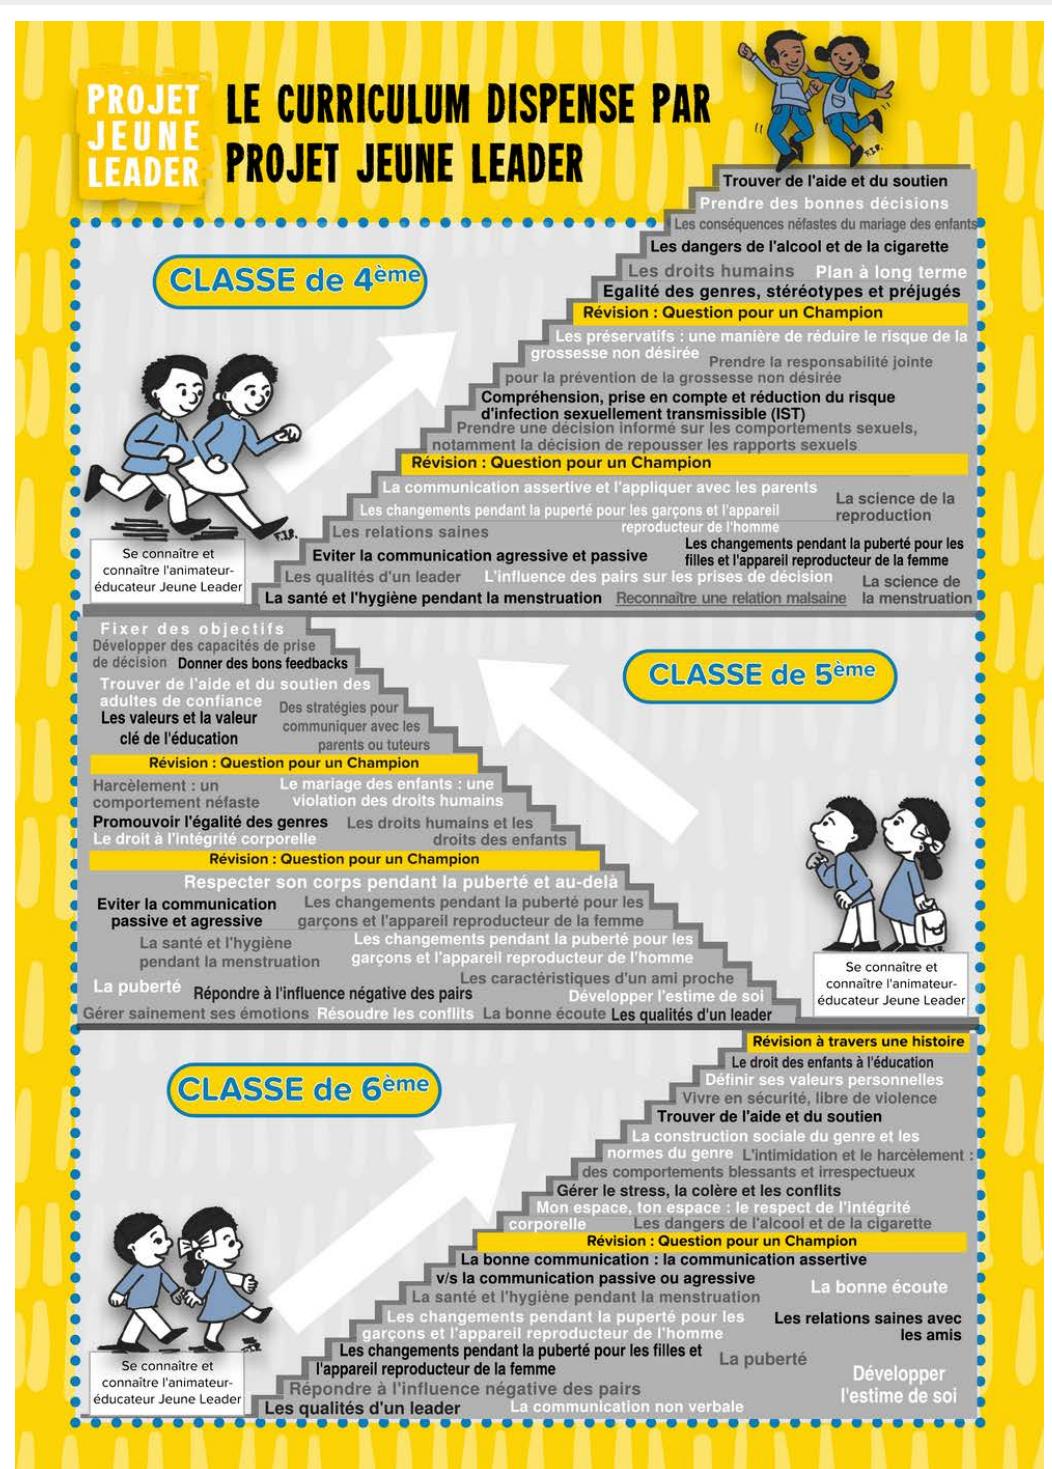 PROJET
JEUNE
LEADER
LE CURRICULUM DISPENSE PAR
PROJET JEUNE LEADER
Trouver de l'aide et du soutien
Prendre des bonnes décisions
Les conséquences néfastes du mariage des enfants
Les dangers de l'alcool et de la cigarette
Les droits humains Plan à long terme
Egalité des genres, stéréotypes et préjugés
Révision : Question pour un Champion
Les préservatifs : une manière de réduire le risque de la
grossesse non désirée Prendre la responsabilité jointe
pour la prévention de la grossesse non désirée
Compréhension, prise en compte et réduction du risque
d'infection sexuellement transmissible (IST)
Prendre une décision informé sur les comportements sexuels,
notamment la décision de repousser les rapports sexuels
Révision : Question pour un Champion
La communication assertive et l'appliquer avec les parents
La science de la
reproduction
Les changements pendant la puperté pour les garçons et l'appareil
reproducteur de l'homme
Les relations saines
Les changements pendant la puberté pour les
filles et l'appareil reproducteur de la femme
Eviter la communication agressive et passive
Les qualités d'un leader L'influence des pairs sur les prises de décision
La science de
la menstruation
La santé et l'hygiène pendant la menstruation Reconnaître une relation malsaine
CLASSE de 4ème
F.J.P.
F.J.P.
Se connaître et
connaître l'animateur-
éducateur Jeune Leader
Fixer des objectifs
Développer des capacités de prise
de décision Donner des bons feedbacks
Trouver de l'aide et du soutien des
adultes de confiance
Les valeurs et la valeur
clé de l'éducation
Des stratégies pour
communiquer avec les
parents ou tuteurs
Révision : Question pour un Champion
Harcèlement : un
comportement néfaste
Le mariage des enfants : une
violation des droits humains
Promouvoir l'égalité des genres
Les droits humains et les
droits des enfants
Le droit à l'intégrité corporelle
Révision : Question pour un Champion
Respecter son corps pendant la puberté et au-delà
Eviter la communication
passive et agressive
Les changements pendant la puberté pour les
garçons et l'appareil reproducteur de la femme
La santé et l'hygiène
pendant la menstruation
Les changements pendant la puberté pour les
garçons et l'appareil reproducteur de l'homme
Les caractéristiques d'un ami proche
La puberté
Répondre à l'influence négative des pairs
Développer l'estime de soi
Gérer sainement ses émotions Résoudre les conflits La bonne écoute Les qualités d'un leader
CLASSE de 5ème
Se connaître et
connaître l'animateur-
éducateur Jeune Leader
Révision à travers une histoire
Le droit des enfants à l'éducation
Définir ses valeurs personnelles
Vivre en sécurité, libre de violence
Trouver de l'aide et du soutien
La construction sociale du genre et les
normes du genre L'intimidation et le harcèlement :
des comportements blessants et irrespectueux
Gérer le stress, la colère et les conflits
Mon espace, ton espace : le respect de l'intégrité
corporelle Les dangers de l'alcool et de la cigarette
Révision : Question pour un Champion
La bonne communication : la communication assertive
v/s la communication passive ou agressive
La bonne écoute
La santé et l'hygiène pendant la menstruation
Les changements pendant la puperté pour les
garçons et l'appareil reproducteur de l'homme
Les relations saines avec
les amis
Les changements pendant la puberté pour les filles et
l'appareil reproducteur de la femme
La puberté
Répondre à l'influence négative des pairs
Développer
l'estime de soi
Les qualités d'un leader La communication non verbale
CLASSE de 6ème
Se connaître et
connaître l'animateur-
éducateur Jeune Leader